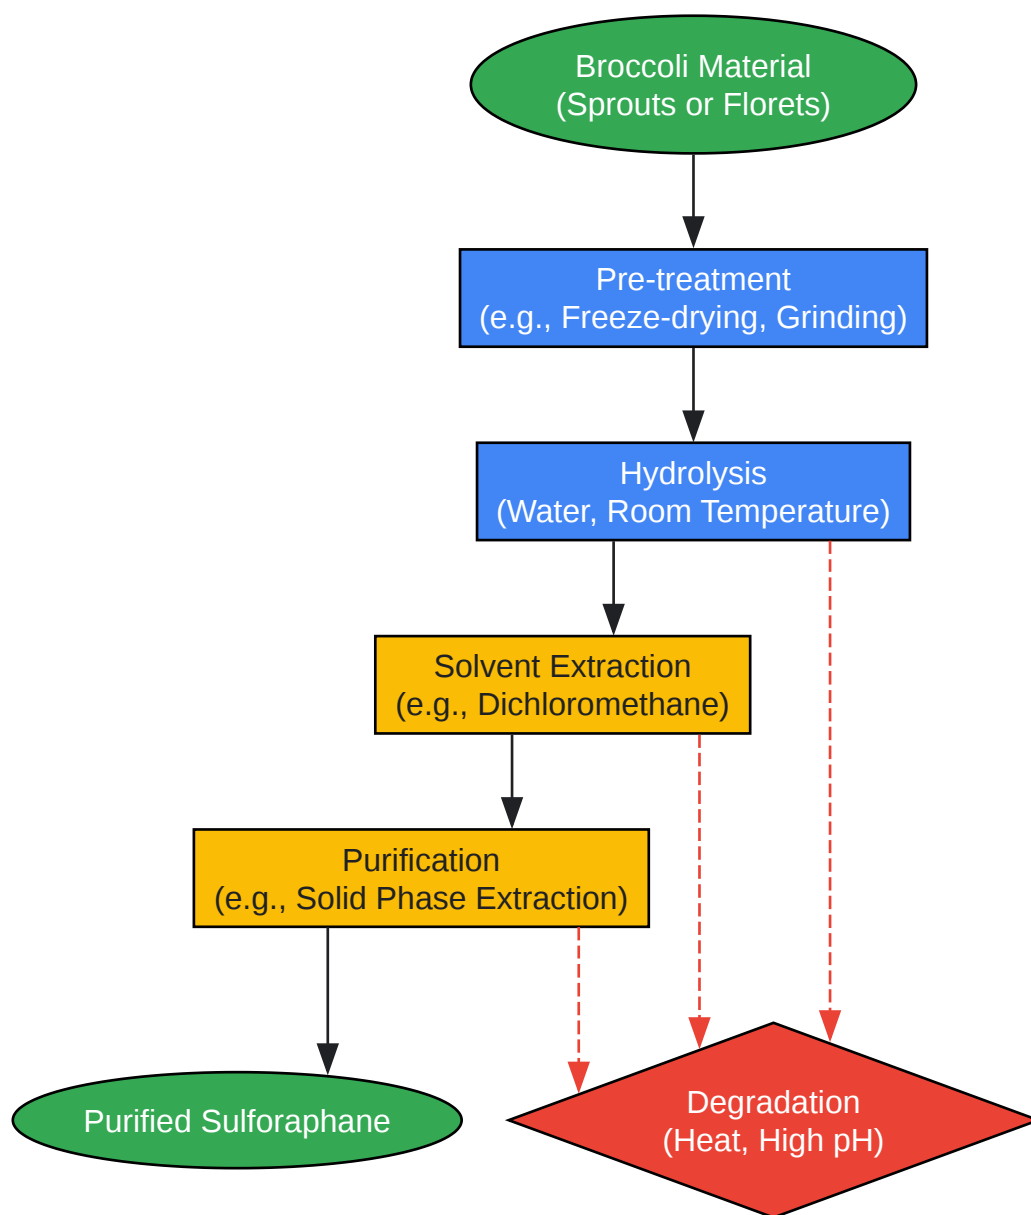 Broccoli Material
(Sprouts or Florets)
Pre-treatment
(e.g., Freeze-drying, Grinding)
Hydrolysis
(Water, Room Temperature)
Solvent Extraction
(e.g., Dichloromethane)
Purification
(e.g., Solid Phase Extraction)
Purified Sulforaphane
Degradation
(Heat, High pH)